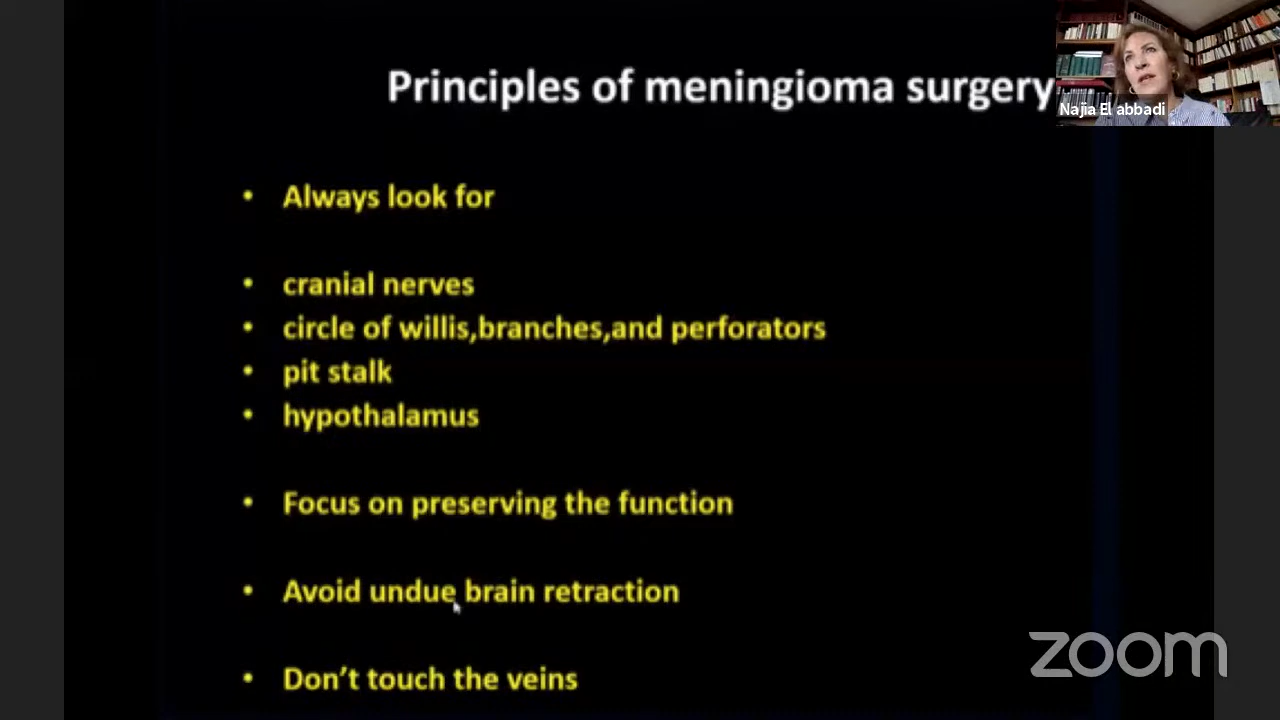 Principles of meningioma surgery
Najia El abbadi
• Always look for
• cranial nerves
• circle of willis,branches,and perforators
• pit stalk
• hypothalamus
• Focus on preserving the function
• Avoid undue brain retraction
• Don’t touch the veins
zoom